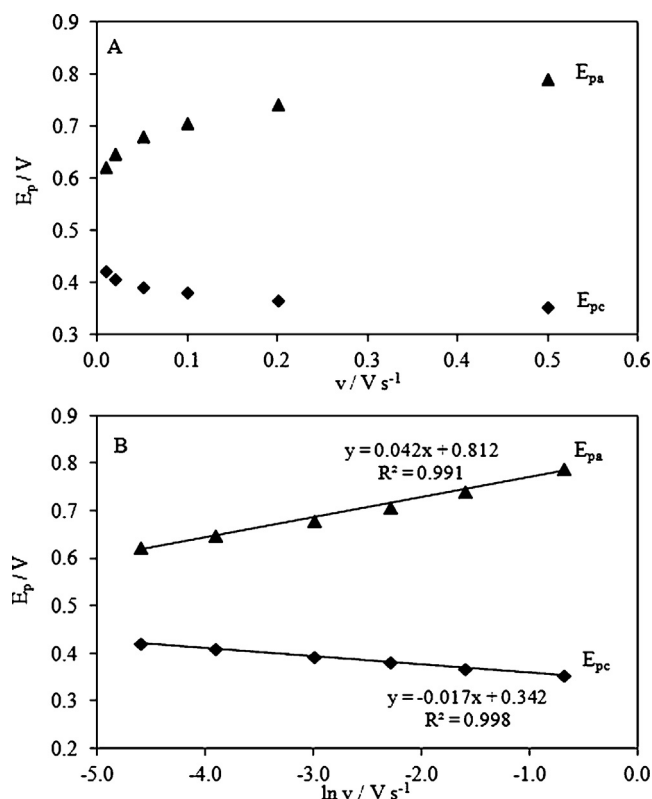 A
0.9
0.8
0.7
0.6
0.5
0.4
0.3
Eₚ / V
Eₚₐ
E_pc
0.0 0.1 0.2 0.3 0.4 0.5 0.6
v / V s⁻¹
B
0.9
0.8
0.7
0.6
0.5
0.4
0.3
0.2
Eₚ / V
y = 0.042x + 0.812
R² = 0.991
Eₚₐ
E_pc
y = -0.017x + 0.342
R² = 0.998
-5.0 -4.0 -3.0 -2.0 -1.0 0.0
ln v / V s⁻¹